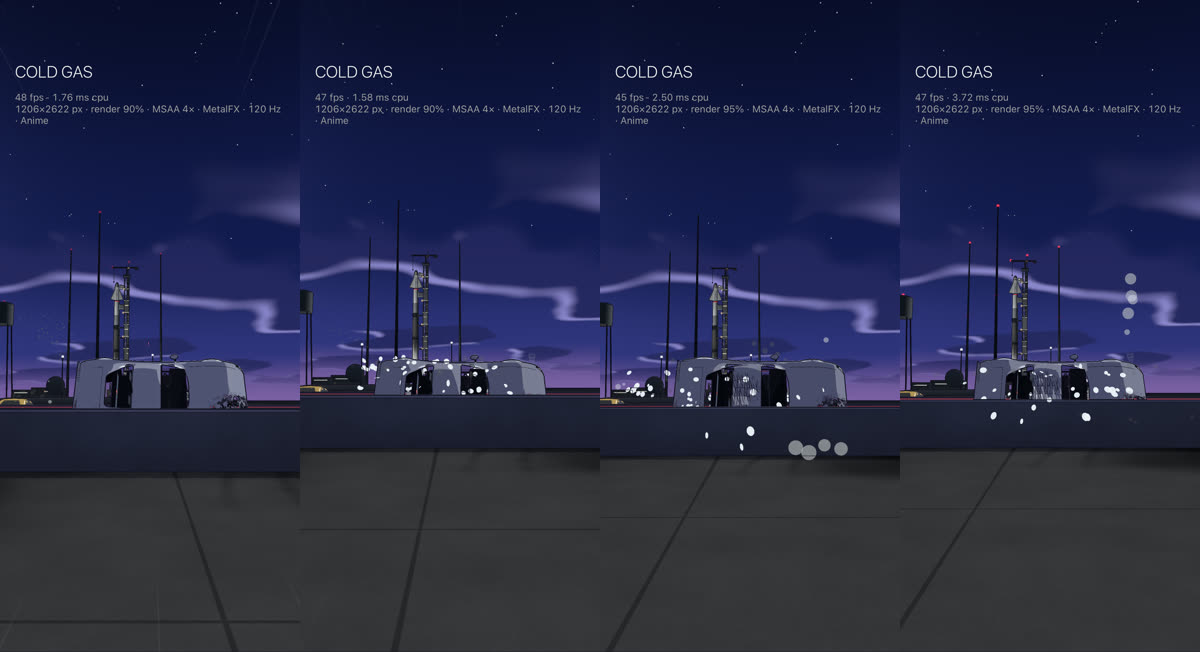 COLD GAS
48 fps · 1.76 ms cpu
1206×2622 px · render 90% · MSAA 4× · MetalFX · 120 Hz
· Anime
COLD GAS
47 fps · 1.58 ms cpu
1206×2622 px · render 90% · MSAA 4× · MetalFX · 120 Hz
· Anime
COLD GAS
45 fps · 2.50 ms cpu
1206×2622 px · render 95% · MSAA 4× · MetalFX · 120 Hz
· Anime
COLD GAS
47 fps · 3.72 ms cpu
1206×2622 px · render 95% · MSAA 4× · MetalFX · 120 Hz
· Anime